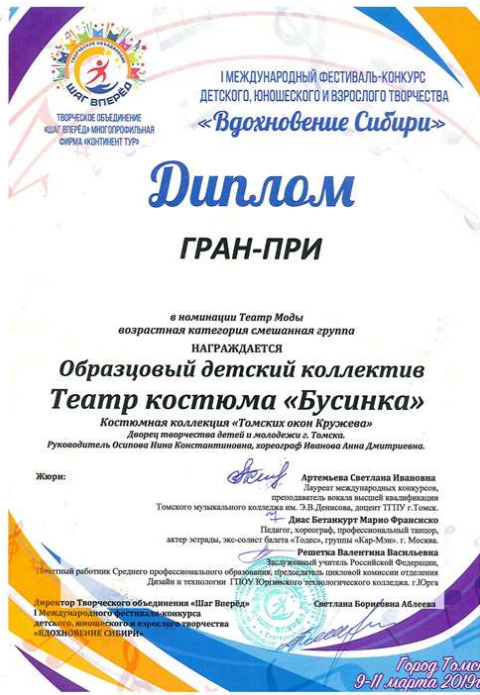 ТВОРЧЕСКОЕ ОБЪЕДИНЕНИЕ
ШАГ ВПЕРЁД
ТВОРЧЕСКОЕ ОБЪЕДИНЕНИЕ
«ШАГ ВПЕРЕД» МНОГОПРОФИЛЬНАЯ
ФИРМА «КОНТИНЕНТ ТУР»
I МЕЖДУНАРОДНЫЙ ФЕСТИВАЛЬ-КОНКУРС
ДЕТСКОГО, ЮНОШЕСКОГО И ВЗРОСЛОГО ТВОРЧЕСТВА
«Вдохновение Сибири»
Диплом
ГРАН-ПРИ
в номинации Театр Моды
возрастная категория смешанная группа
НАГРАЖДАЕТСЯ
Образцовый детский коллектив
Театр костюма «Бусинка»
Костюмная коллекция «Томских окон Кружева»
Дворец творчества детей и молодежи г. Томска.
Руководитель Осипова Нина Константиновна, хореограф Иванова Анна Дмитриевна.
Жюри:
Артемьева Светлана Ивановна
Лауреат международных конкурсов,
преподаватель вокала высшей квалификации
Томского музыкального колледжа им. Э.В.Денисова, доцент ТГПУ г.Томск.
Диас Бетанкурт Марио Франсиско
Педагог, хореограф, профессиональный танцор,
актер эстрады, экс-солист балета «Тодес», группы «Кар-Мэн». г. Москва.
Решетка Валентина Васильевна
Заслуженный учитель Российской Федерации,
Почетный работник Среднего профессионального образования, председатель цикловой комиссии отделения
Дизайн и технологии ГПОУ Юргинского технологического колледжа. г.Юрга
Директор Творческого объединения «Шаг Вперёд»
Светлана Борисовна Аблеева
I Международного фестиваля-конкурса
детского, юношеского и взрослого творчества
«ВДОХНОВЕНИЕ СИБИРИ»
Город Томск
9-11 марта 2019г